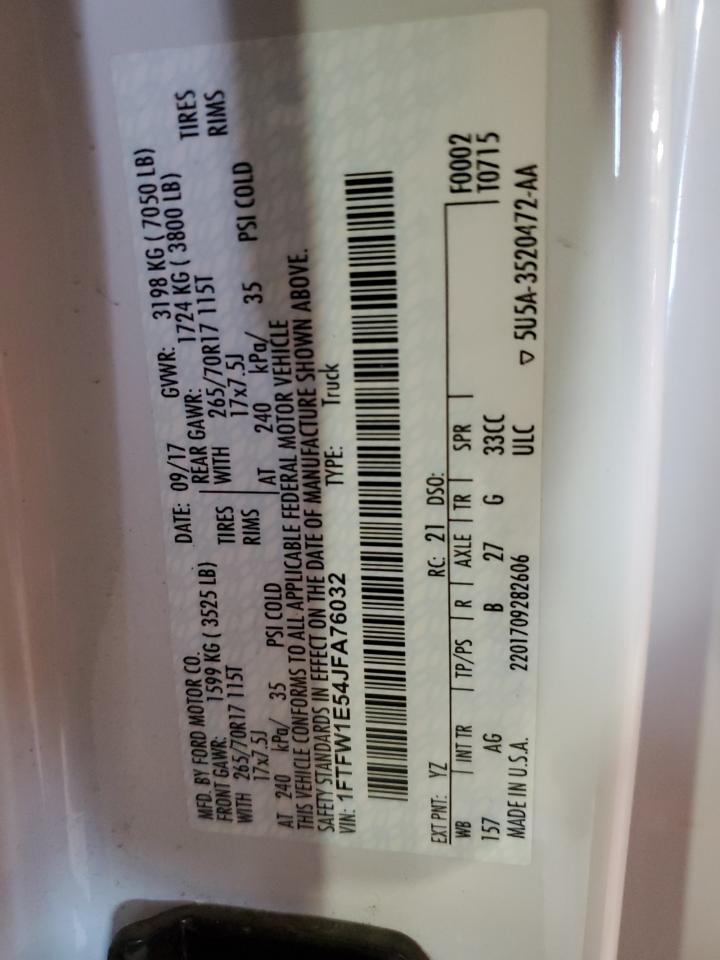 MFD. BY FORD MOTOR CO. DATE: 09/17 GVWR: 3198 KG ( 7050 LB)
FRONT GAWR: 1599 KG ( 3525 LB) REAR GAWR: 1724 KG ( 3800 LB)
WITH 265/70R17 115T TIRES WITH 265/70R17 115T TIRES
17x7.5J RIMS 17x7.5J RIMS
AT 240 kPa/ 35 PSI COLD AT 240 kPa/ 35 PSI COLD
THIS VEHICLE CONFORMS TO ALL APPLICABLE FEDERAL MOTOR VEHICLE
SAFETY STANDARDS IN EFFECT ON THE DATE OF MANUFACTURE SHOWN ABOVE.
VIN: 1FTFW1E54JFA76032 TYPE: Truck
EXT PNT: YZ RC: 21 DSO: F0002
WB INT TR TP/PS R AXLE TR SPR T0715
157 AG B 27 G 33CC
MADE IN U.S.A. 2201709282606 ULC ▽ 5U5A-3520472-AA